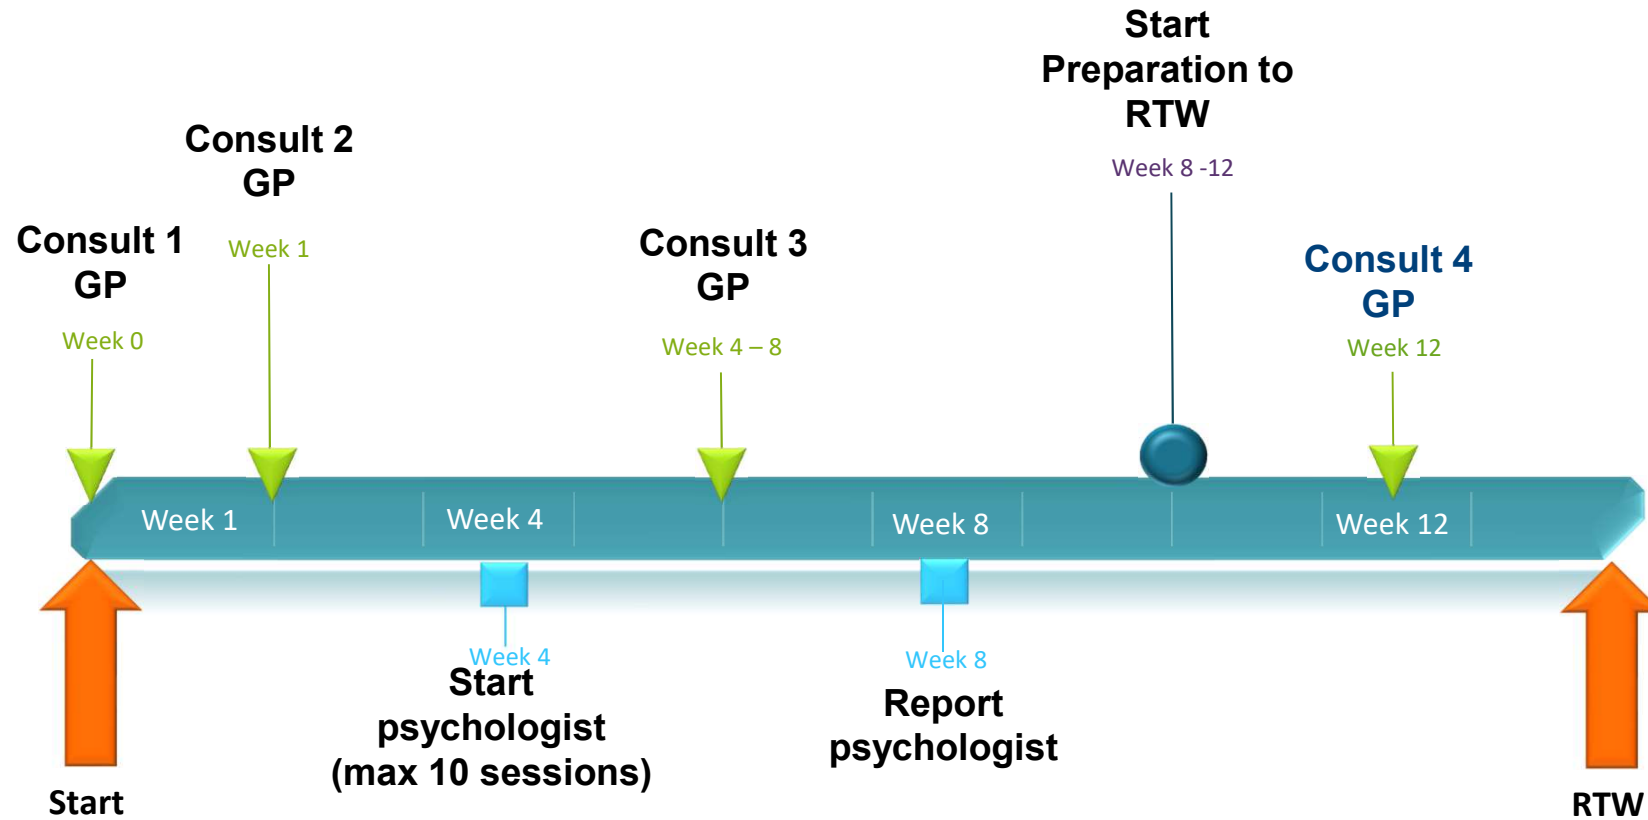 Start
Preparation to
RTW
Week 8 -12
Consult 2
GP
Week 1
Consult 1
GP
Week 0
Consult 3
GP
Week 4 – 8
Consult 4
GP
Week 12
Week 1
Week 4
Week 8
Week 12
Week 4
Start
psychologist
(max 10 sessions)
Week 8
Report
psychologist
Start
RTW